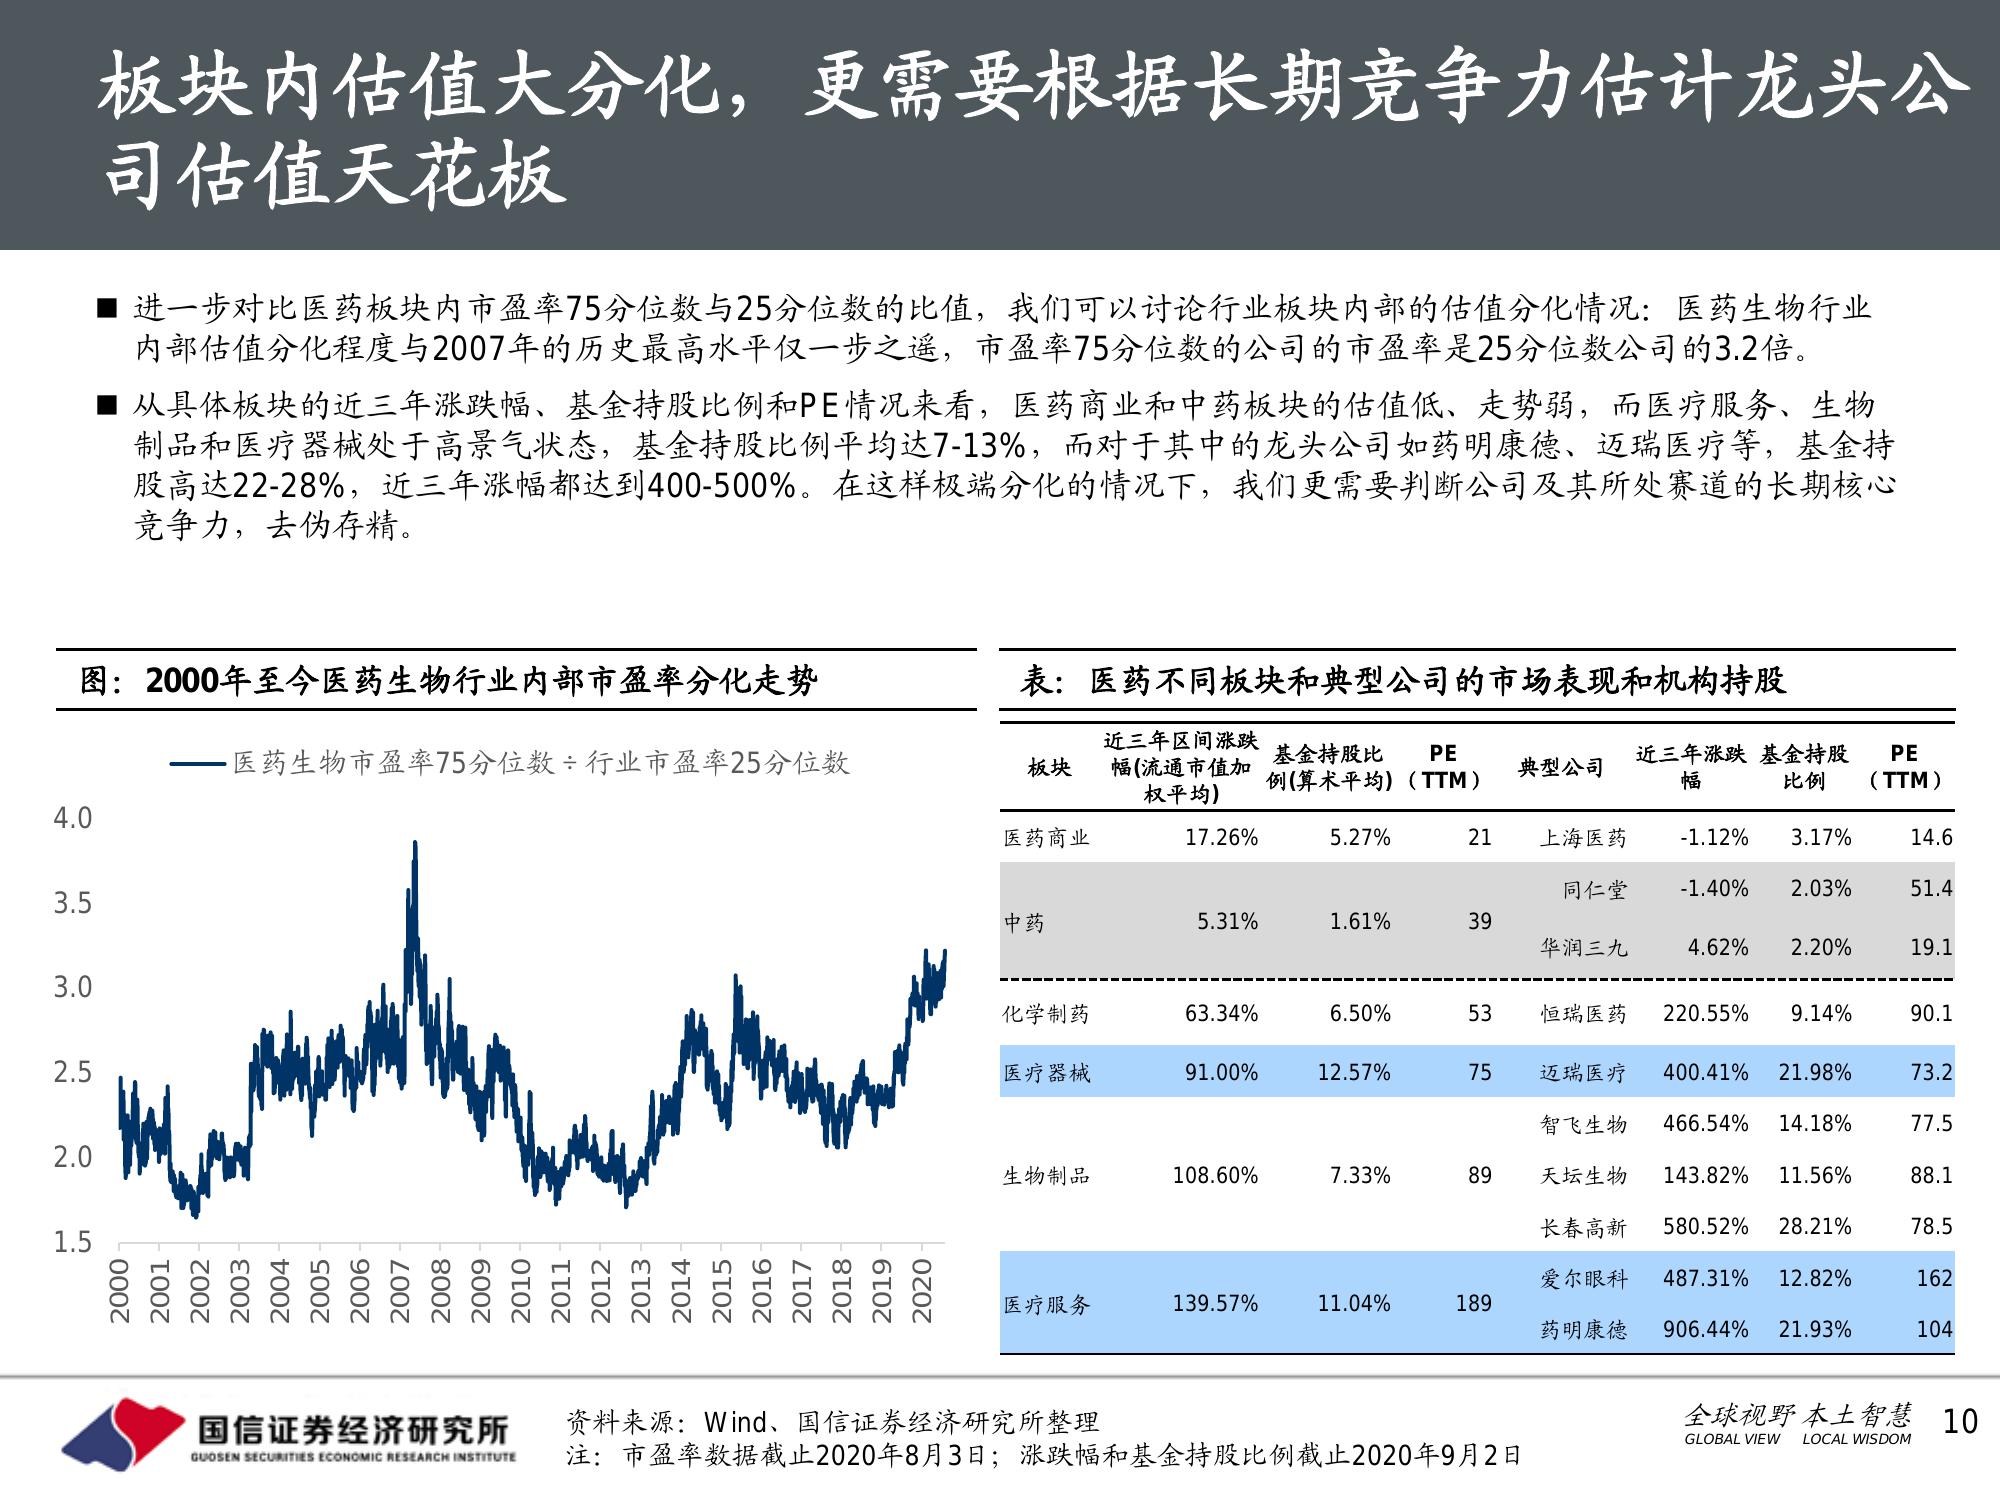 板块内估值大分化，更需要根据长期竞争力估计龙头公
司估值天花板
■ 进一步对比医药板块内市盈率75分位数与25分位数的比值，我们可以讨论行业板块内部的估值分化情况：医药生物行业
内部估值分化程度与2007年的历史最高水平仅一步之遥，市盈率75分位数的公司的市盈率是25分位数公司的3.2倍。
■ 从具体板块的近三年涨跌幅、基金持股比例和PE情况来看，医药商业和中药板块的估值低、走势弱，而医疗服务、生物
制品和医疗器械处于高景气状态，基金持股比例平均达7-13%，而对于其中的龙头公司如药明康德、迈瑞医疗等，基金持
股高达22-28%，近三年涨幅都达到400-500%。在这样极端分化的情况下，我们更需要判断公司及其所处赛道的长期核心
竞争力，去伪存精。
图：2000年至今医药生物行业内部市盈率分化走势
医药生物市盈率75分位数÷行业市盈率25分位数
4.0
3.5
3.0
2.5
2.0
1.5
2000 2001 2002 2003 2004 2005 2006 2007 2008 2009 2010 2011 2012 2013 2014 2015 2016 2017 2018 2019 2020
表：医药不同板块和典型公司的市场表现和机构持股
板块 近三年区间涨跌幅(流通市值加权平均) 基金持股比例(算术平均) PE（TTM） 典型公司 近三年涨跌幅 基金持股比例 PE（TTM）
医药商业 17.26% 5.27% 21 上海医药 -1.12% 3.17% 14.6
中药 5.31% 1.61% 39 同仁堂 -1.40% 2.03% 51.4
华润三九 4.62% 2.20% 19.1
化学制药 63.34% 6.50% 53 恒瑞医药 220.55% 9.14% 90.1
医疗器械 91.00% 12.57% 75 迈瑞医疗 400.41% 21.98% 73.2
智飞生物 466.54% 14.18% 77.5
生物制品 108.60% 7.33% 89 天坛生物 143.82% 11.56% 88.1
长春高新 580.52% 28.21% 78.5
医疗服务 139.57% 11.04% 189 爱尔眼科 487.31% 12.82% 162
药明康德 906.44% 21.93% 104
国信证券经济研究所
GUOSEN SECURITIES ECONOMIC RESEARCH INSTITUTE
资料来源：Wind、国信证券经济研究所整理
注：市盈率数据截止2020年8月3日；涨跌幅和基金持股比例截止2020年9月2日
全球视野 本土智慧
GLOBAL VIEW LOCAL WISDOM
10